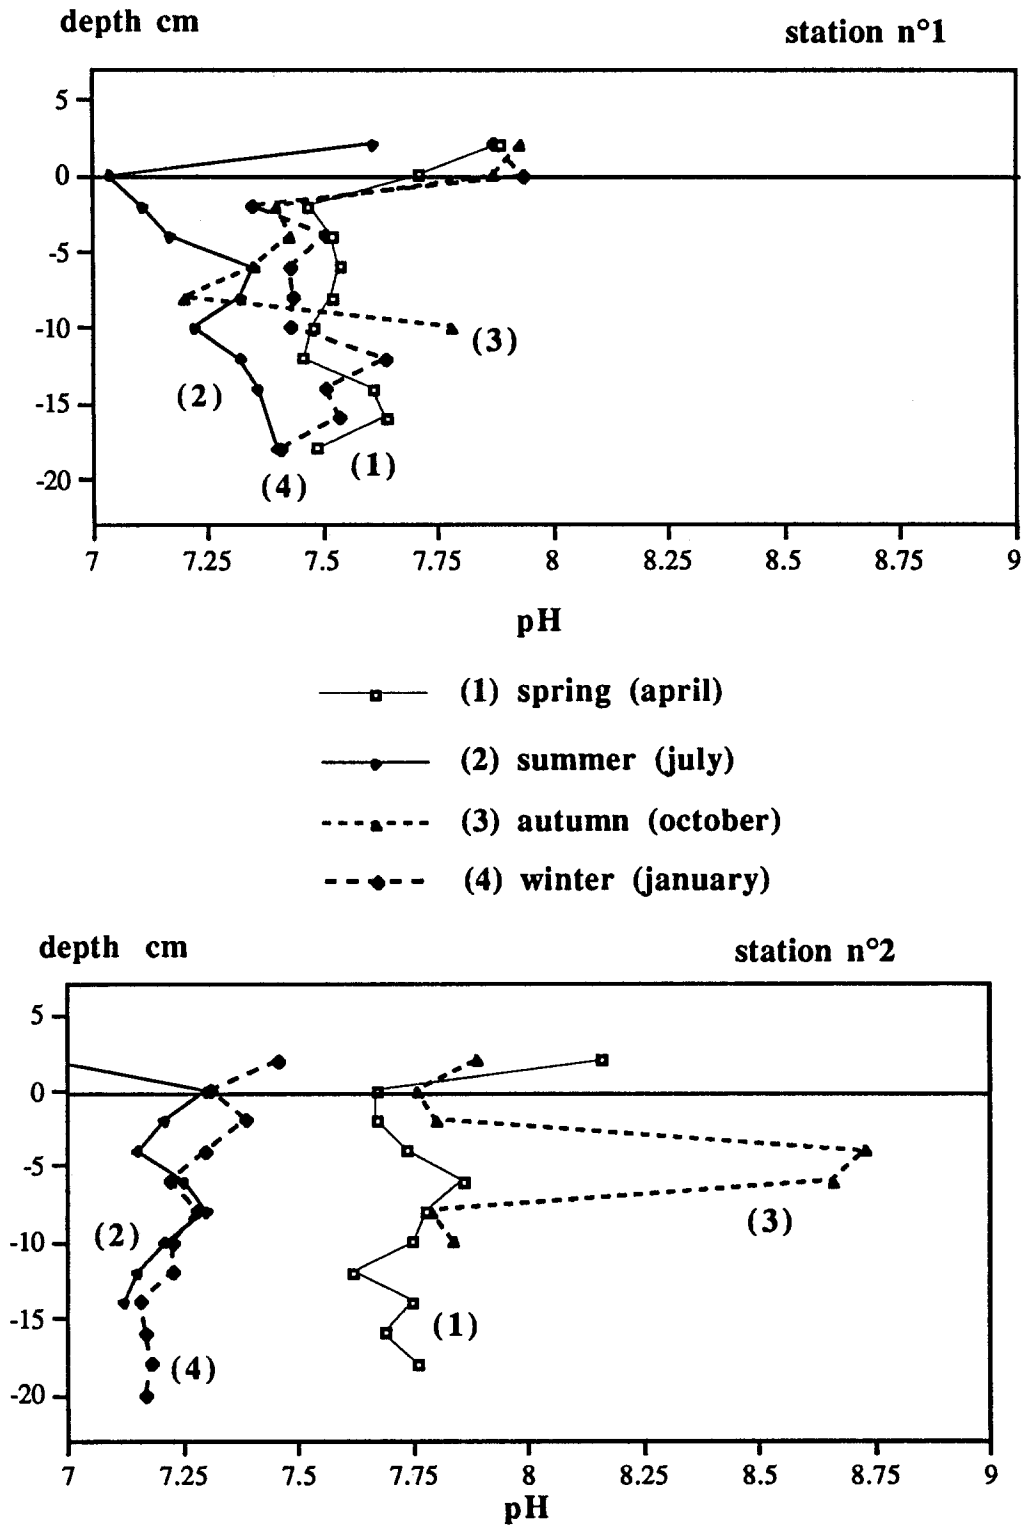 depth cm
station n°1
5
0
-5
-10
-15
-20
(3)
(2)
(1)
(4)
7 7.25 7.5 7.75 8 8.25 8.5 8.75 9
pH
(1) spring (april)
(2) summer (july)
(3) autumn (october)
(4) winter (january)
depth cm
station n°2
5
0
-5
-10
-15
-20
(3)
(2)
(1)
(4)
7 7.25 7.5 7.75 8 8.25 8.5 8.75 9
pH